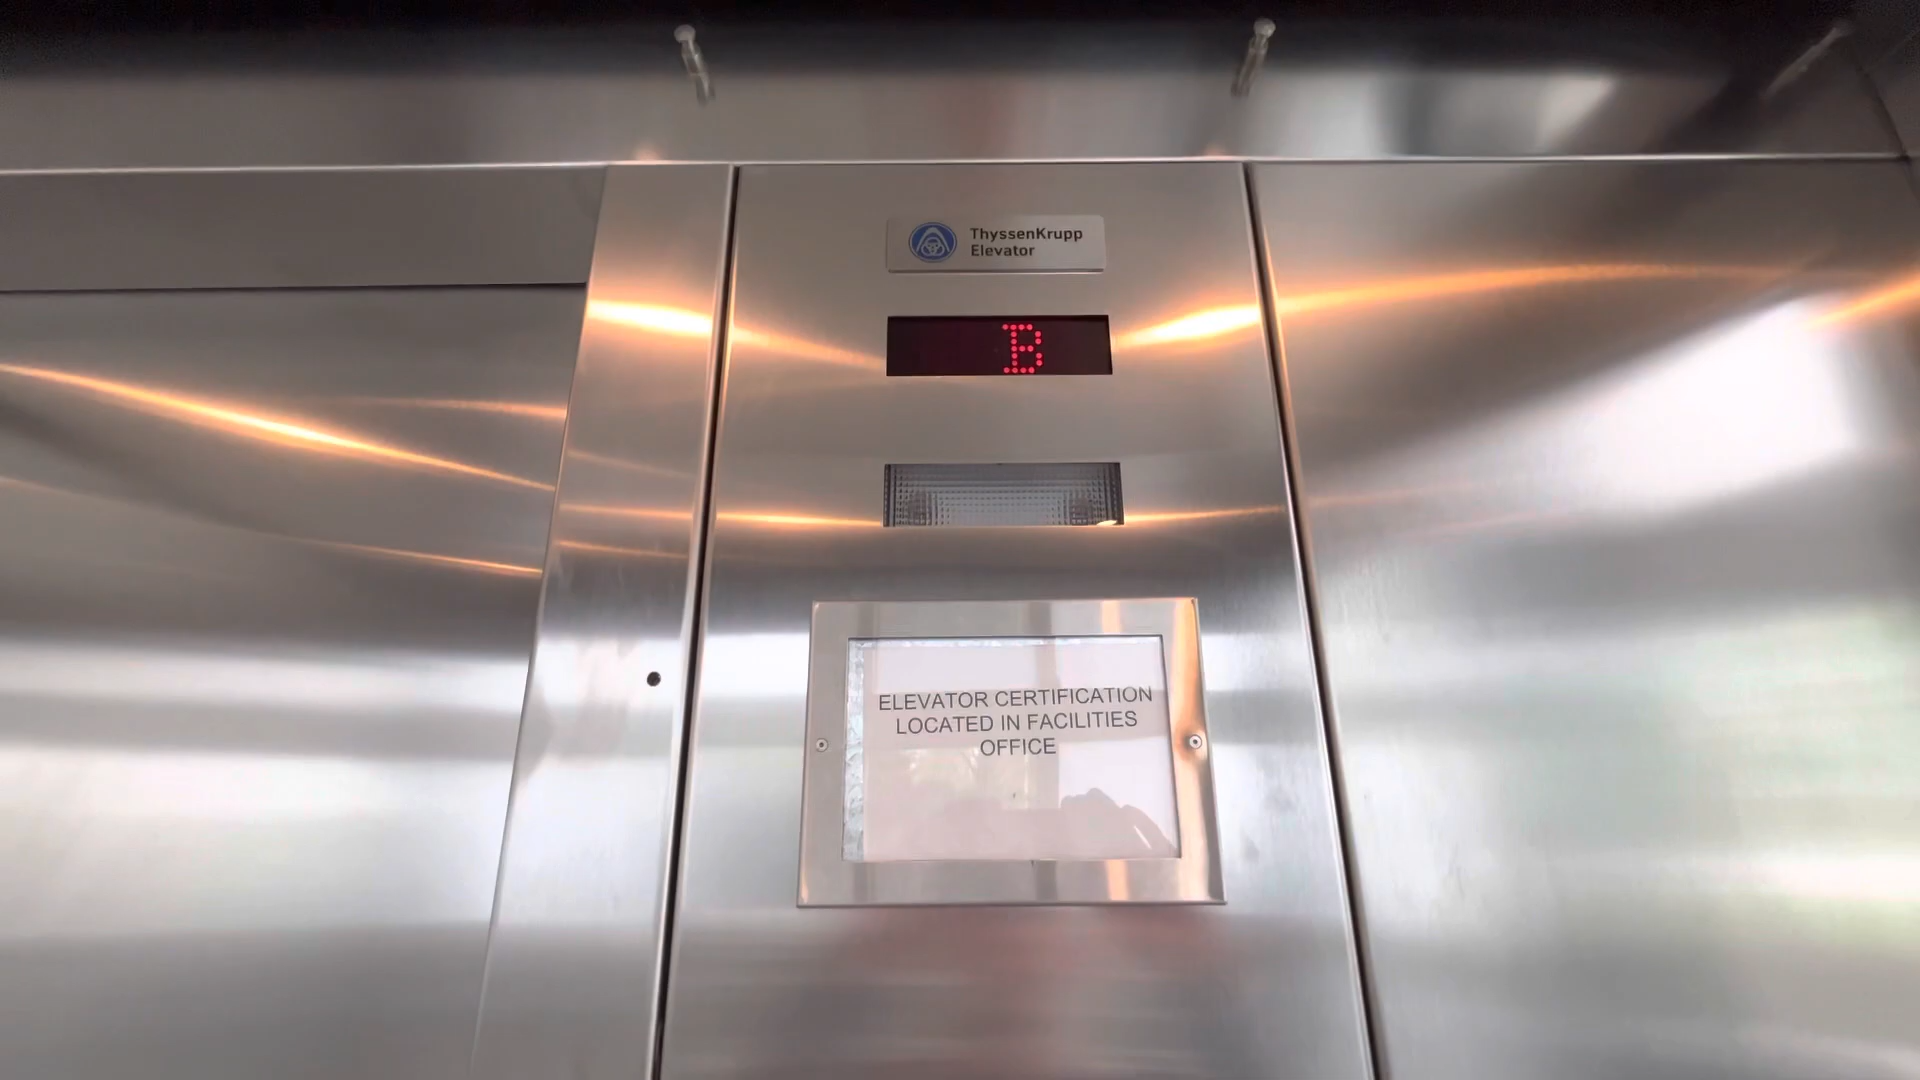 ThyssenKrupp
Elevator
B
ELEVATOR CERTIFICATION
LOCATED IN FACILITIES
OFFICE